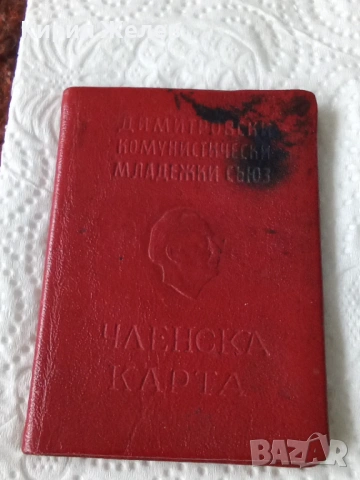 ДИМИТРОВСКИ
КОМУНИСТИЧЕСКИ
МЛАДЕЖКИ СЪЮЗ
ЧЛЕНСКА
КАРТА
BAZAR